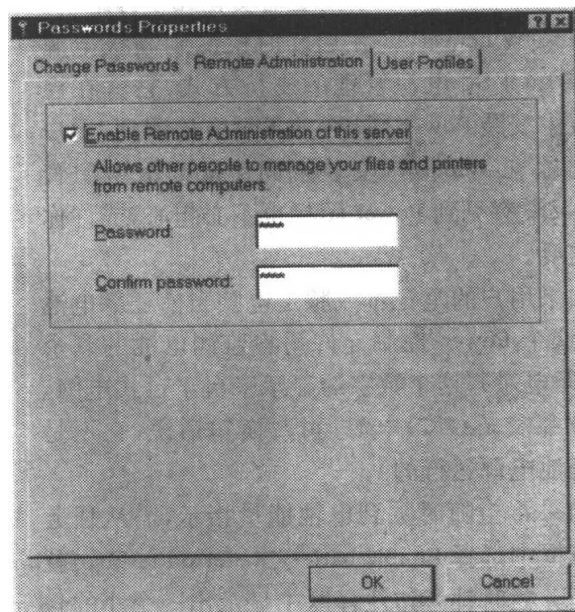 Passwords Properties
Change Passwords Remote Administration User Profiles
Enable Remote Administration of this server
Allows other people to manage your files and printers
from remote computers.
Password:
****
Confirm password:
****
OK Cancel